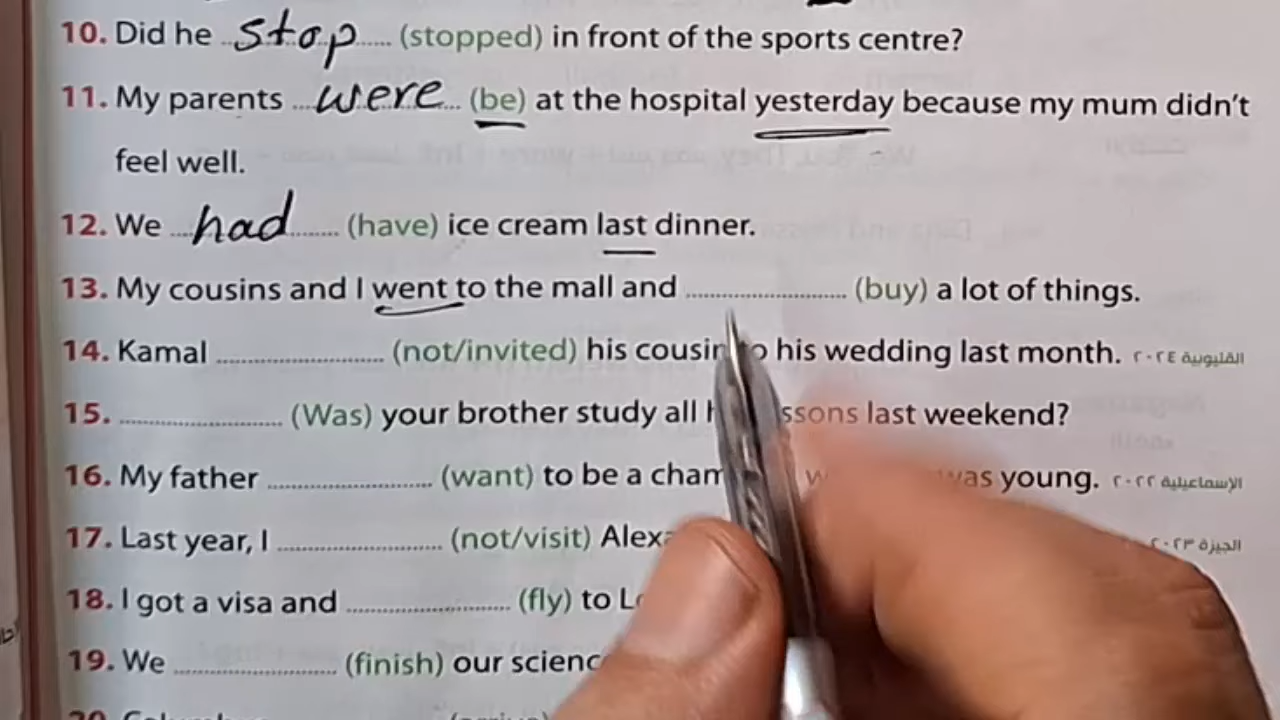 10. Did he stop (stopped) in front of the sports centre?
11. My parents were (be) at the hospital yesterday because my mum didn't
feel well.
12. We had (have) ice cream last dinner.
13. My cousins and I went to the mall and .................... (buy) a lot of things.
14. Kamal .................... (not/invited) his cousin to his wedding last month. القليوبية ٢٠٢٤
15. .................... (Was) your brother study all lessons last weekend?
16. My father .................... (want) to be a was young. الإسماعيلية ٢٠٢٢
17. Last year, I .................... (not/visit) الجيزة ٢٠٢٣
18. I got a visa and .................... (fly) to
19. We .................... (finish) our
20.